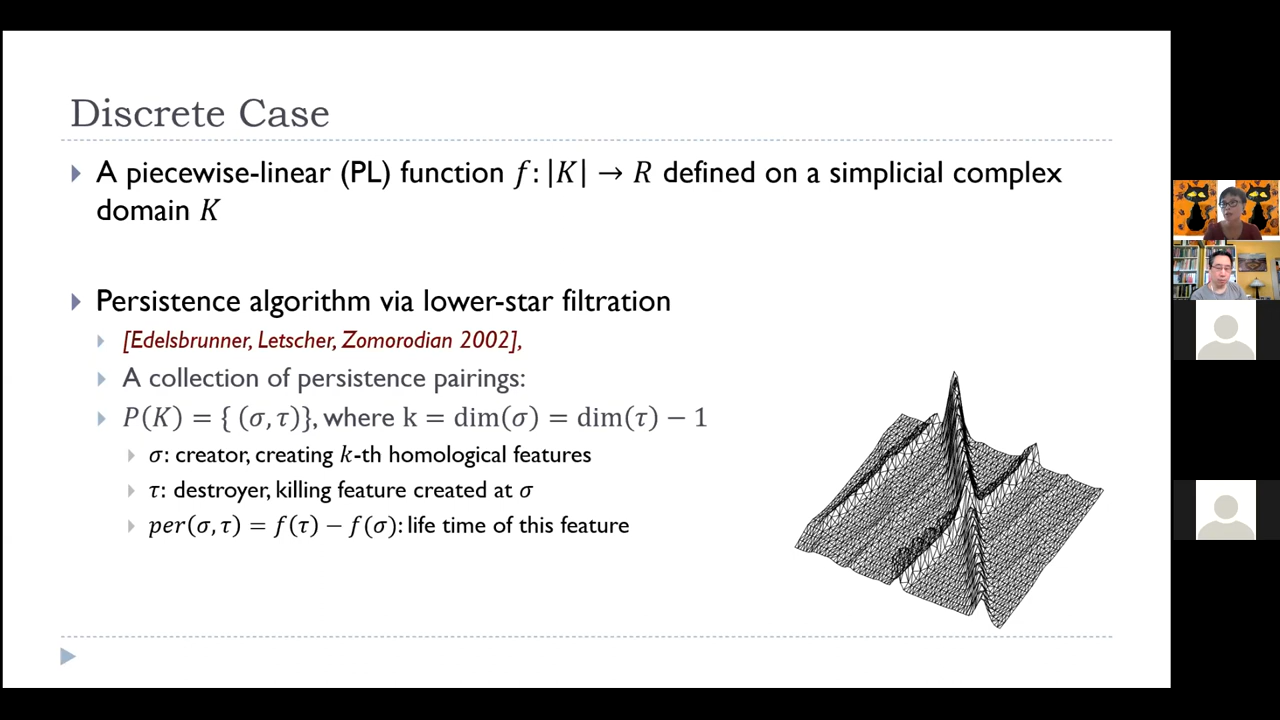 Discrete Case
A piecewise-linear (PL) function 𝑓: |𝐾| → 𝑅 defined on a simplicial complex
domain 𝐾
Persistence algorithm via lower-star filtration
[Edelsbrunner, Letscher, Zomorodian 2002],
A collection of persistence pairings:
𝑃(𝐾) = { (𝜎, 𝜏)}, where k = dim(𝜎) = dim(𝜏) − 1
𝜎: creator, creating 𝑘-th homological features
𝜏: destroyer, killing feature created at 𝜎
𝑝𝑒𝑟(𝜎, 𝜏) = 𝑓(𝜏) − 𝑓(𝜎): life time of this feature